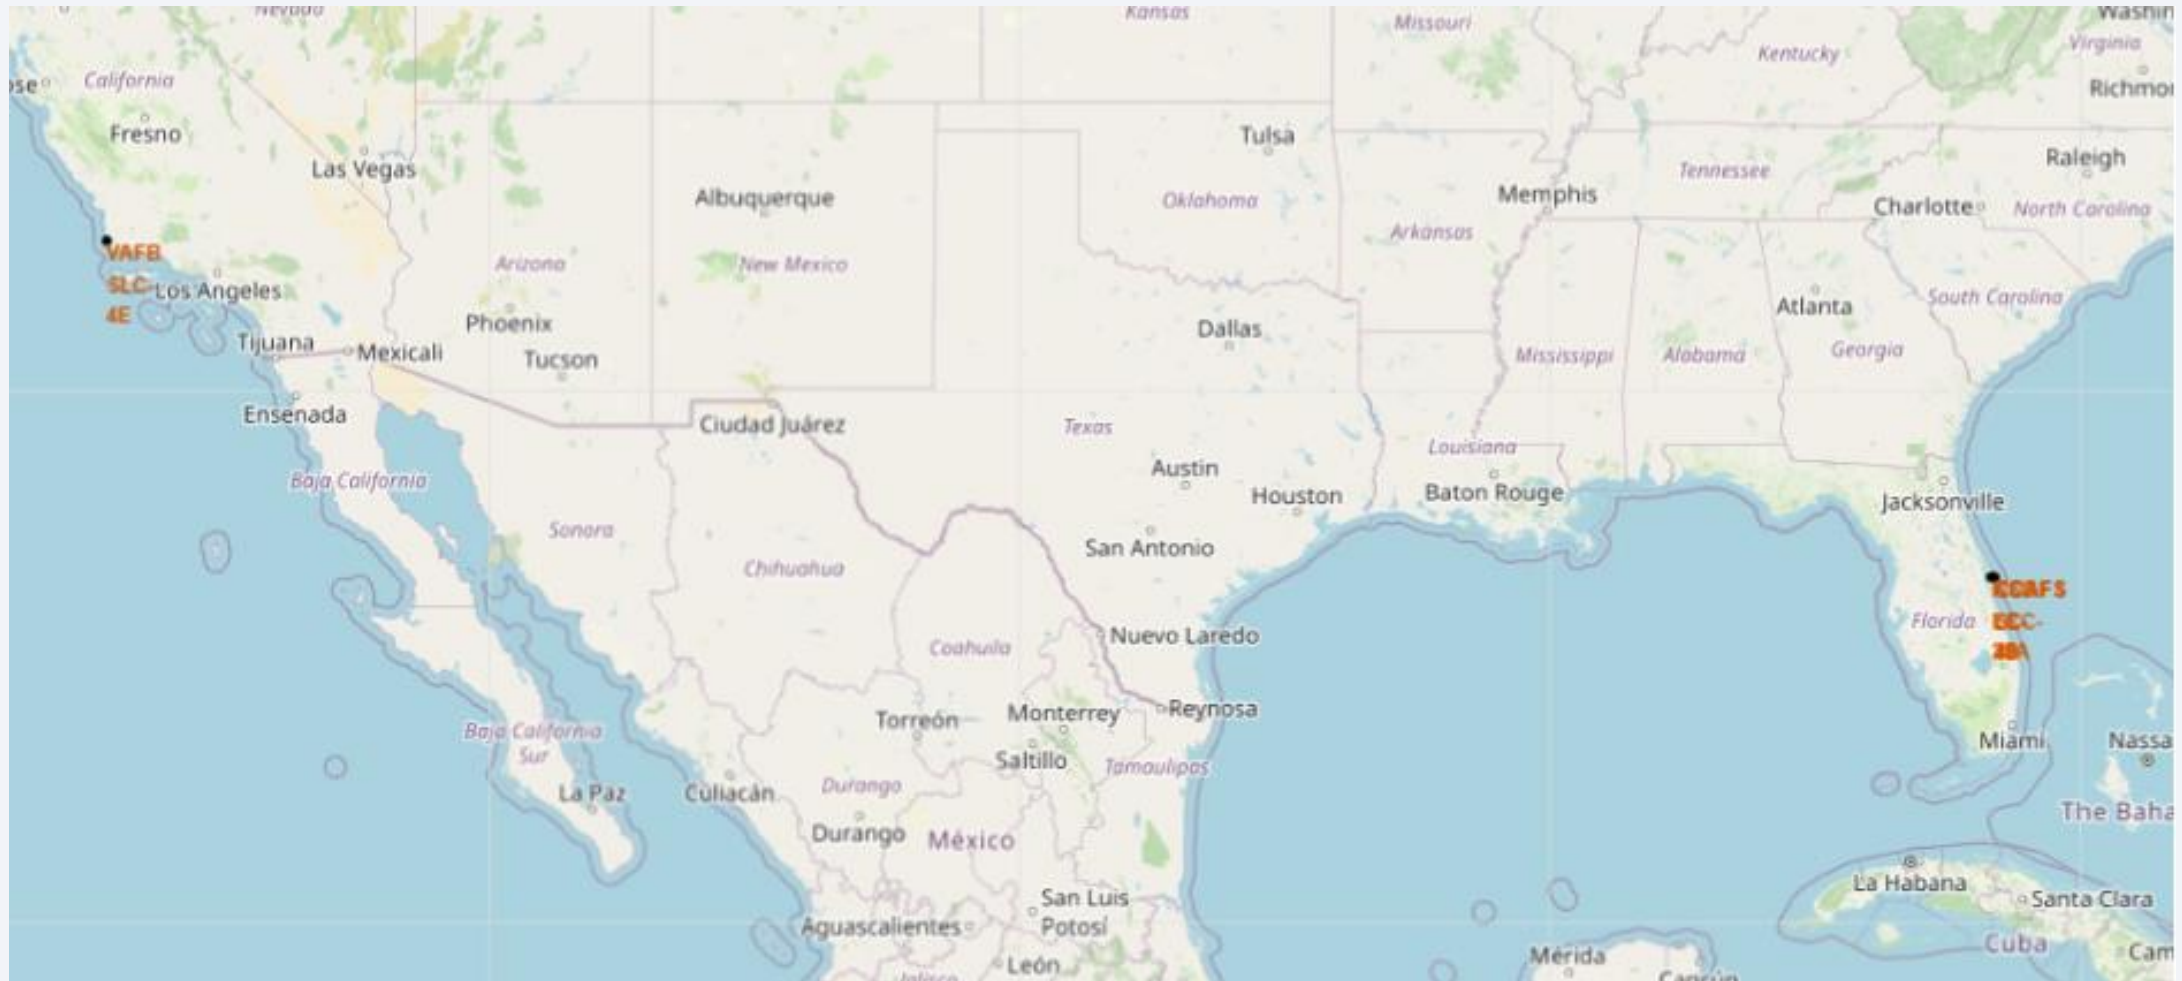 Nevada
Kansas
Missouri
Kentucky
Virginia
California
Fresno
Las Vegas
Tulsa
Raleigh
Albuquerque
Oklahoma
Memphis
Tennessee
Charlotte
North Carolina
Arkansas
VAFB
SLC-
4E
Los Angeles
Arizona
New Mexico
South Carolina
Atlanta
Phoenix
Dallas
Tijuana
Mexicali
Tucson
Mississippi
Alabama
Georgia
Ensenada
Ciudad Juárez
Texas
Louisiana
Austin
Baja California
Houston
Baton Rouge
Jacksonville
Sonora
San Antonio
Chihuahua
Florida
Nuevo Laredo
Coahuila
Reynosa
Torreón
Monterrey
Baja California
Sur
Saltillo
Tamaulipas
Miami
La Paz
Culiacán
Durango
Durango
México
La Habana
San Luis
Potosí
Santa Clara
Aguascalientes
Cuba
León
Mérida